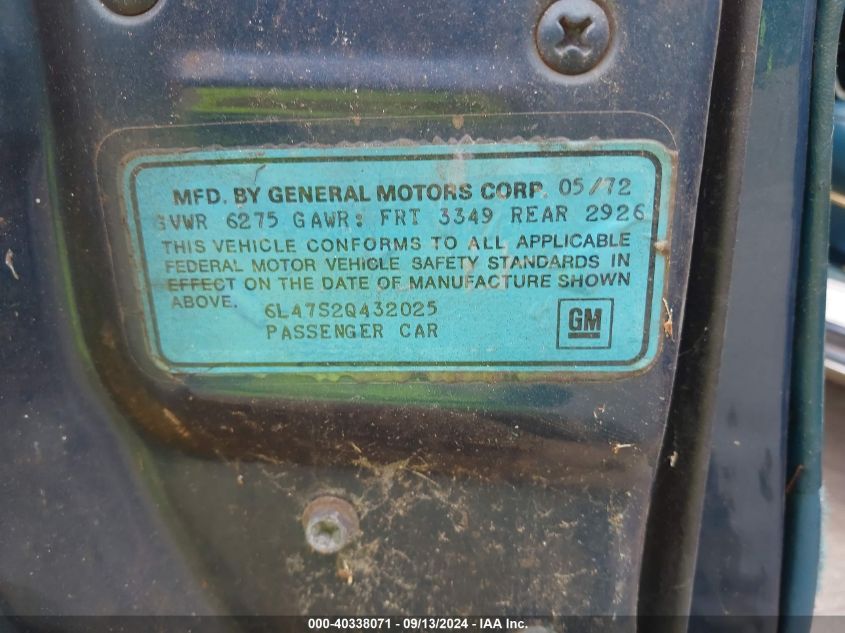 MFD. BY GENERAL MOTORS CORP. 05/72
GVWR 6275 GAWR: FRT 3349 REAR 2926
THIS VEHICLE CONFORMS TO ALL APPLICABLE
FEDERAL MOTOR VEHICLE SAFETY STANDARDS IN
EFFECT ON THE DATE OF MANUFACTURE SHOWN
ABOVE.
6L47S2Q432025
PASSENGER CAR
GM
000-40338071 - 09/13/2024 - IAA Inc.